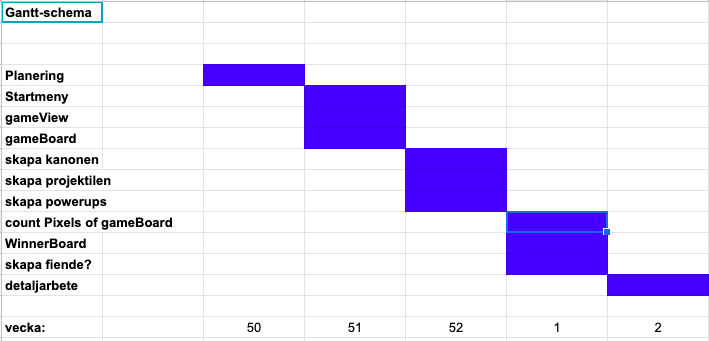 Gantt-schema
Planering
Startmeny
gameView
gameBoard
skapa kanonen
skapa projektilen
skapa powerups
count Pixels of gameBoard
WinnerBoard
skapa fiende?
detaljarbete
vecka: 50 51 52 1 2